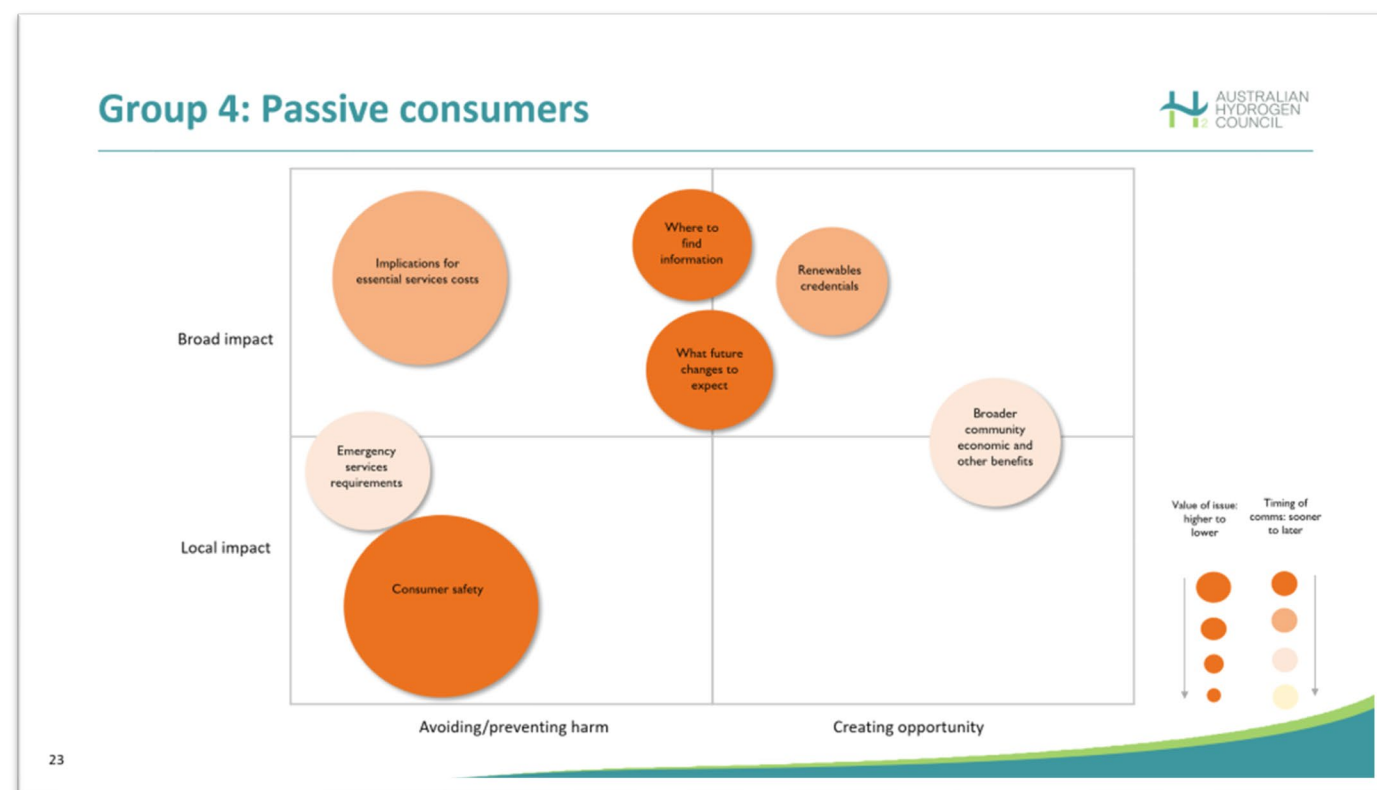 Group 4: Passive consumers
AUSTRALIAN
HYDROGEN
COUNCIL
H2
Implications for
essential services costs
Where to
find
information
Renewables
credentials
Broad impact
What future
changes to
expect
Broader
community
economic and
other benefits
Emergency
services
requirements
Local impact
Consumer safety
Value of issue:
higher to
lower
Timing of
comms: sooner
to later
Avoiding/preventing harm
Creating opportunity
23